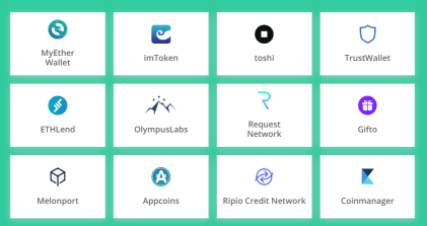 MyEther
Wallet
imToken
toshi
TrustWallet
ETHLend
OlympusLabs
Request
Network
Gifto
Melonport
Appcoins
Ripio Credit Network
Coinmanager